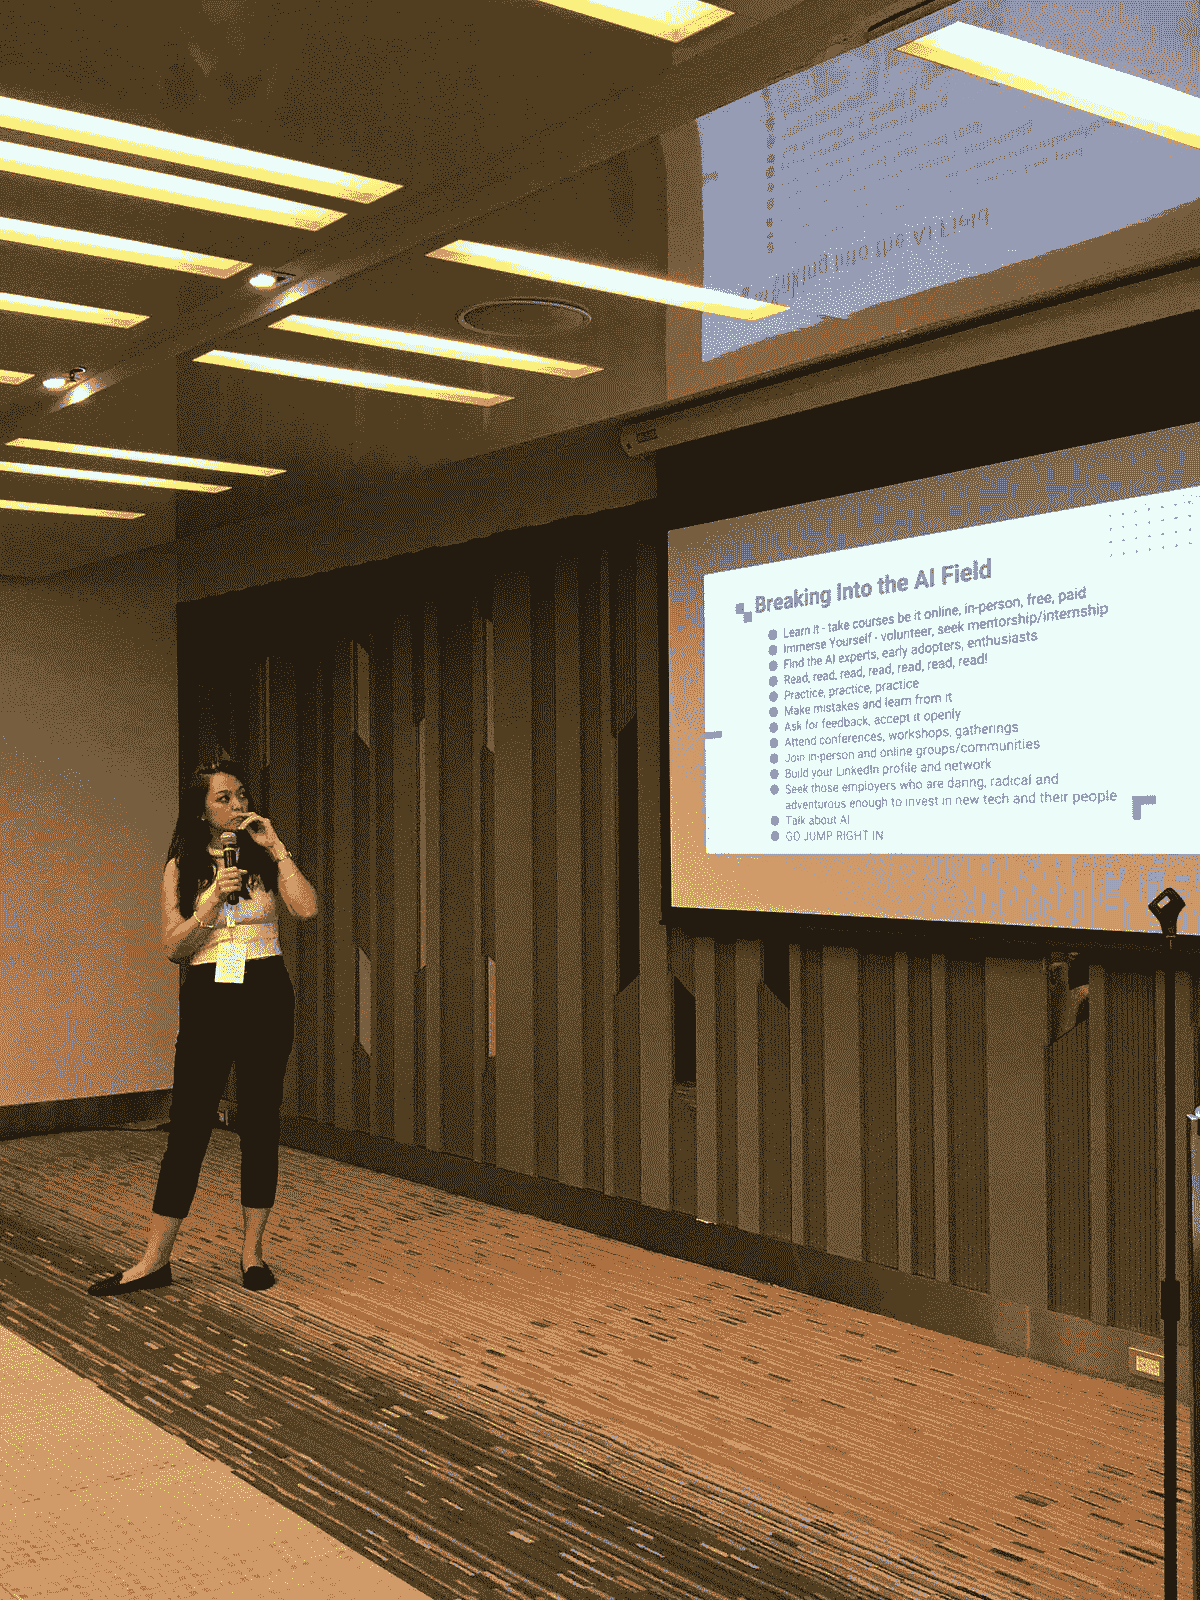 Breaking Into the AI Field
Learn it - take courses be it online, in-person, free, paid
Immerse Yourself - volunteer, seek mentorship/internship
Find the AI experts, early adopters, enthusiasts
Read, read, read, read, read, read, read!
Practice, practice, practice
Make mistakes and learn from it
Ask for feedback, accept it openly
Attend conferences, workshops, gatherings
Join in-person and online groups/communities
Build your LinkedIn profile and network
Seek those employers who are daring, radical and
adventurous enough to invest in new tech and their people
Talk about AI
GO JUMP RIGHT IN